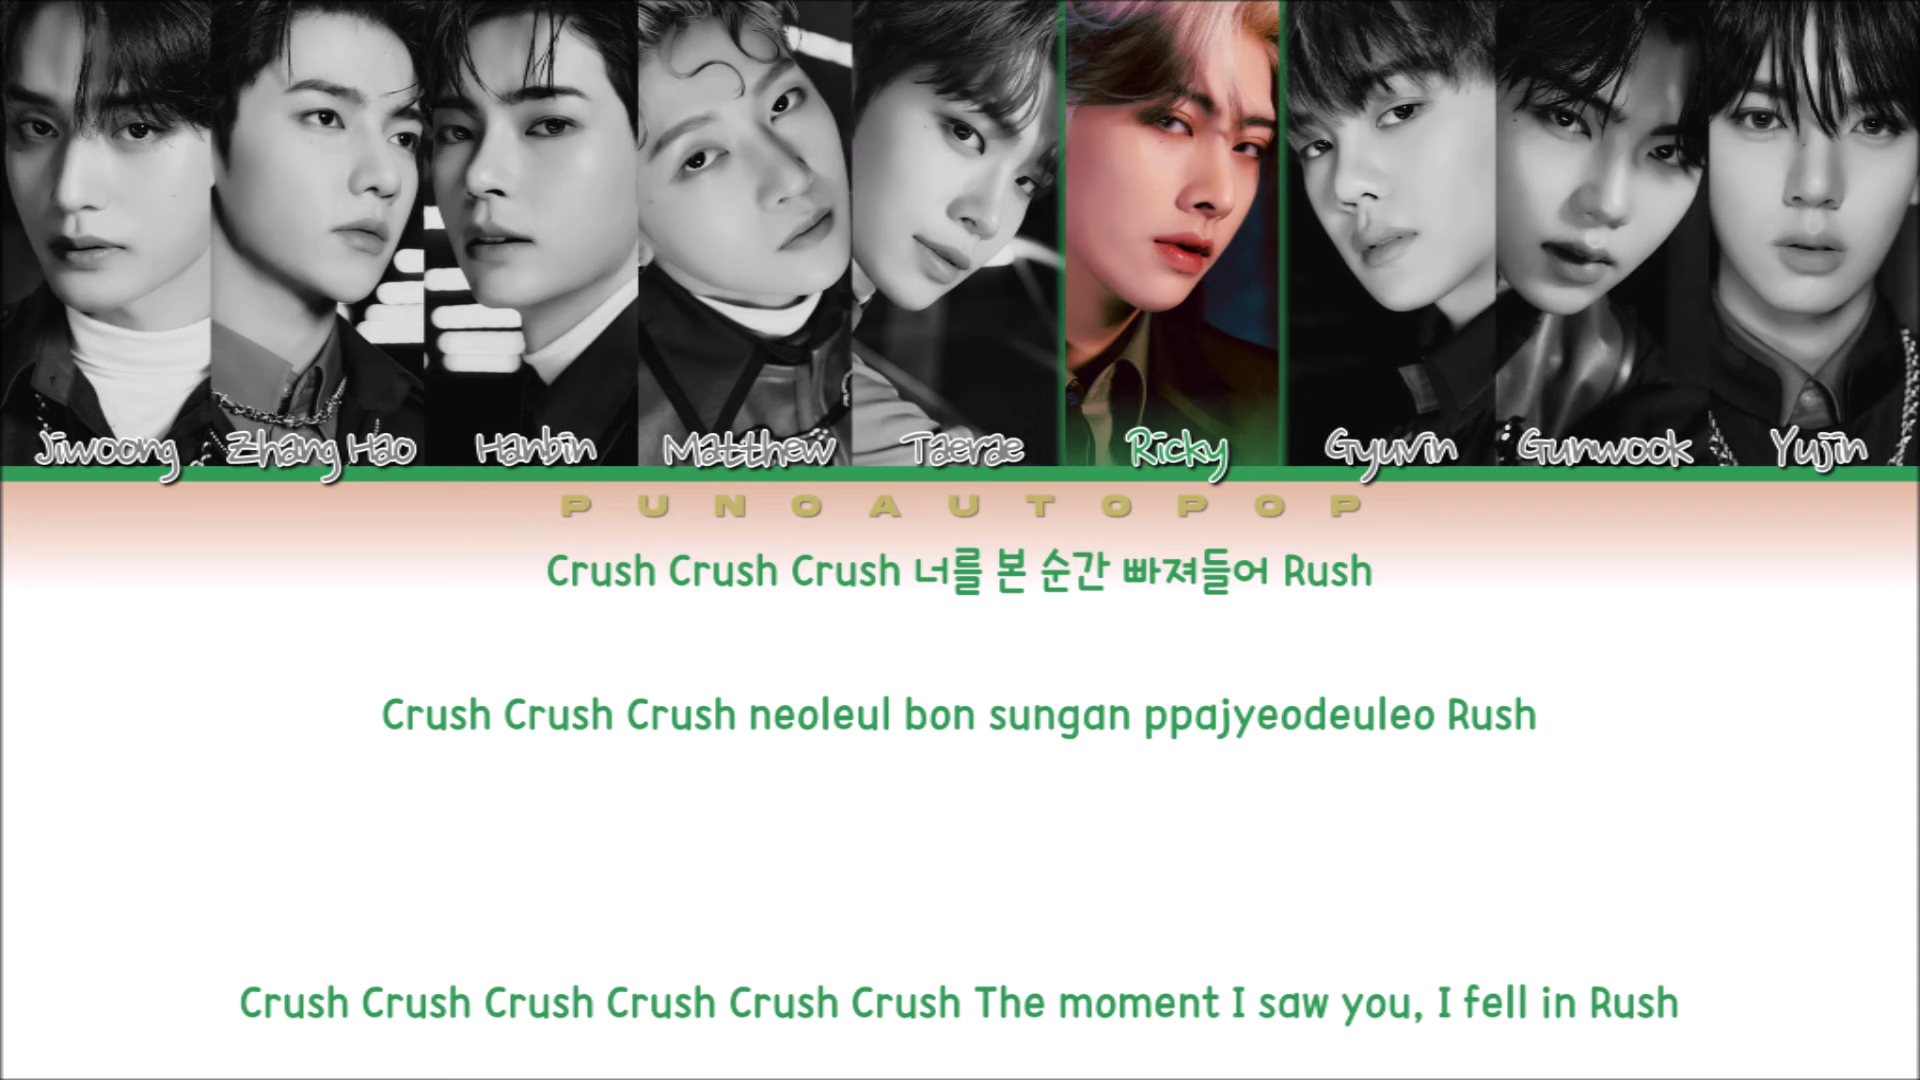 Jiwoong Zhang Hao Hanbin Matthew Taerae Ricky Gyuvin Gunwook Yujin
PUNOAUTOPOP
Crush Crush Crush 너를 본 순간 빠져들어 Rush
Crush Crush Crush neoleul bon sungan ppajyeodeuleo Rush
Crush Crush Crush Crush Crush Crush The moment I saw you, I fell in Rush